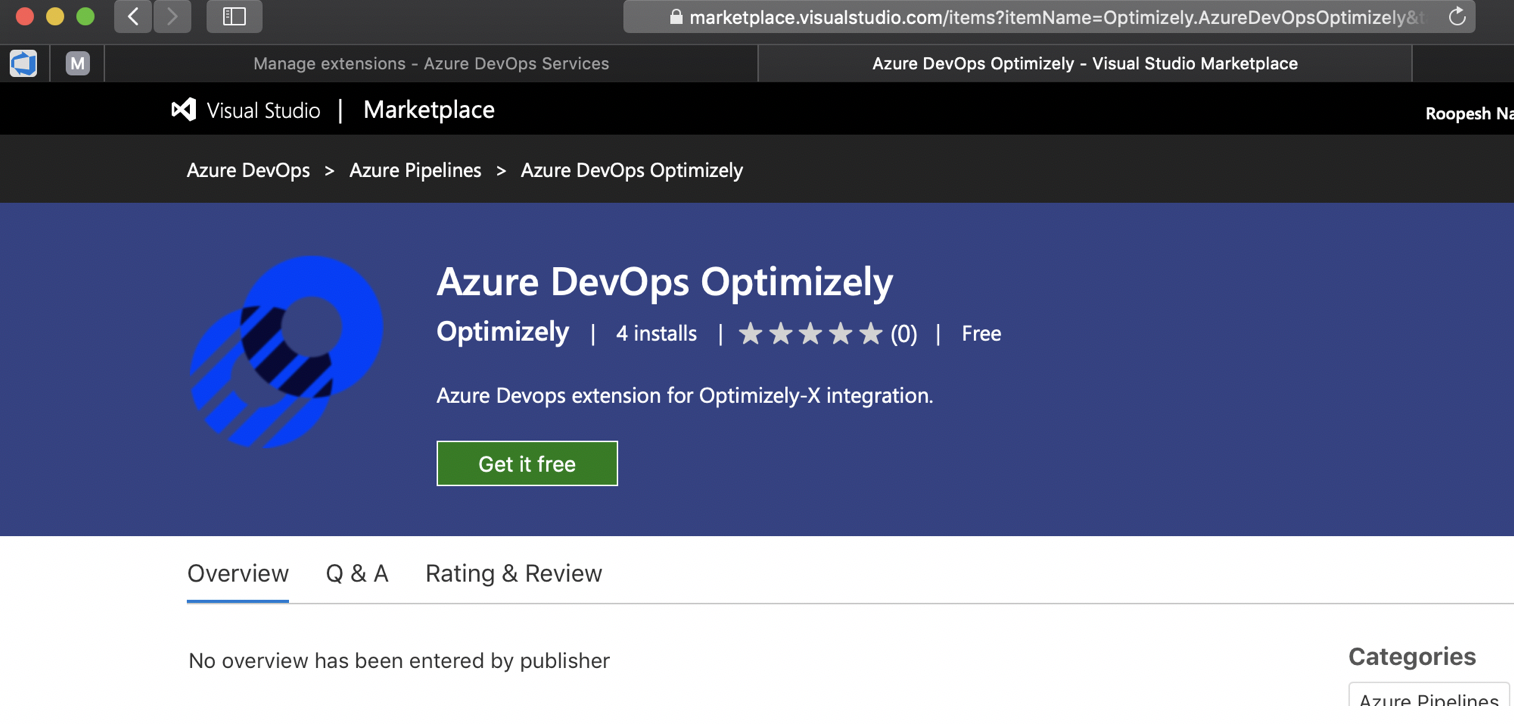 marketplace.visualstudio.com/items?itemName=Optimizely.AzureDevOpsOptimizely&t
M
Manage extensions - Azure DevOps Services
Azure DevOps Optimizely - Visual Studio Marketplace
Visual Studio | Marketplace
Roopesh Na
Azure DevOps > Azure Pipelines > Azure DevOps Optimizely
Azure DevOps Optimizely
Optimizely | 4 installs | ★★★★★ (0) | Free
Azure Devops extension for Optimizely-X integration.
Get it free
Overview Q & A Rating & Review
No overview has been entered by publisher
Categories
Azure Pipelines